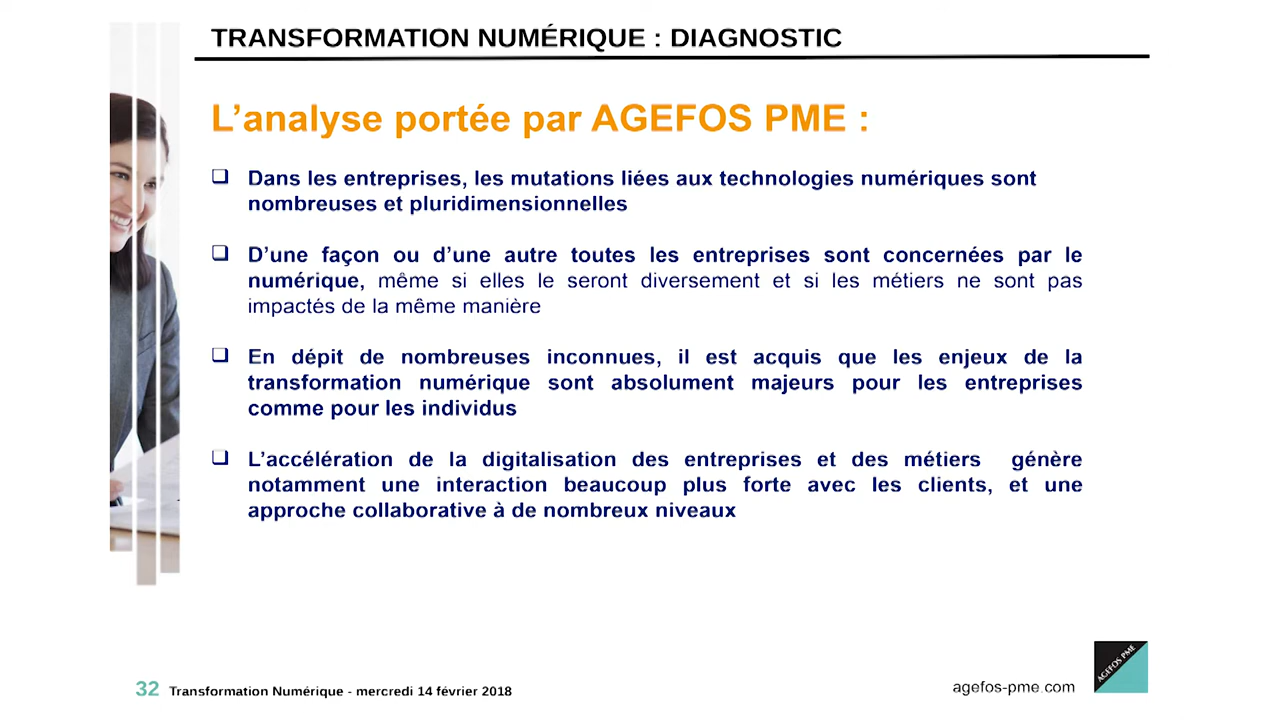 TRANSFORMATION NUMÉRIQUE : DIAGNOSTIC
L’analyse portée par AGEFOS PME :
❑ Dans les entreprises, les mutations liées aux technologies numériques sont
nombreuses et pluridimensionnelles
❑ D’une façon ou d’une autre toutes les entreprises sont concernées par le
numérique, même si elles le seront diversement et si les métiers ne sont pas
impactés de la même manière
❑ En dépit de nombreuses inconnues, il est acquis que les enjeux de la
transformation numérique sont absolument majeurs pour les entreprises
comme pour les individus
❑ L’accélération de la digitalisation des entreprises et des métiers génère
notamment une interaction beaucoup plus forte avec les clients, et une
approche collaborative à de nombreux niveaux
AGEFOS PME
32 Transformation Numérique - mercredi 14 février 2018
agefos-pme.com